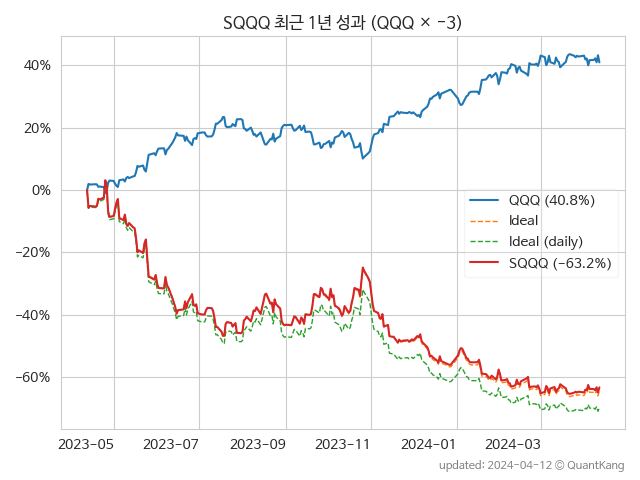 SQQQ 최근 1년 성과 (QQQ × −3)
40%
20%
0%
−20%
−40%
−60%
QQQ (40.8%)
Ideal
Ideal (daily)
SQQQ (−63.2%)
2023-05 2023-07 2023-09 2023-11 2024-01 2024-03
updated: 2024-04-12 © QuantKang